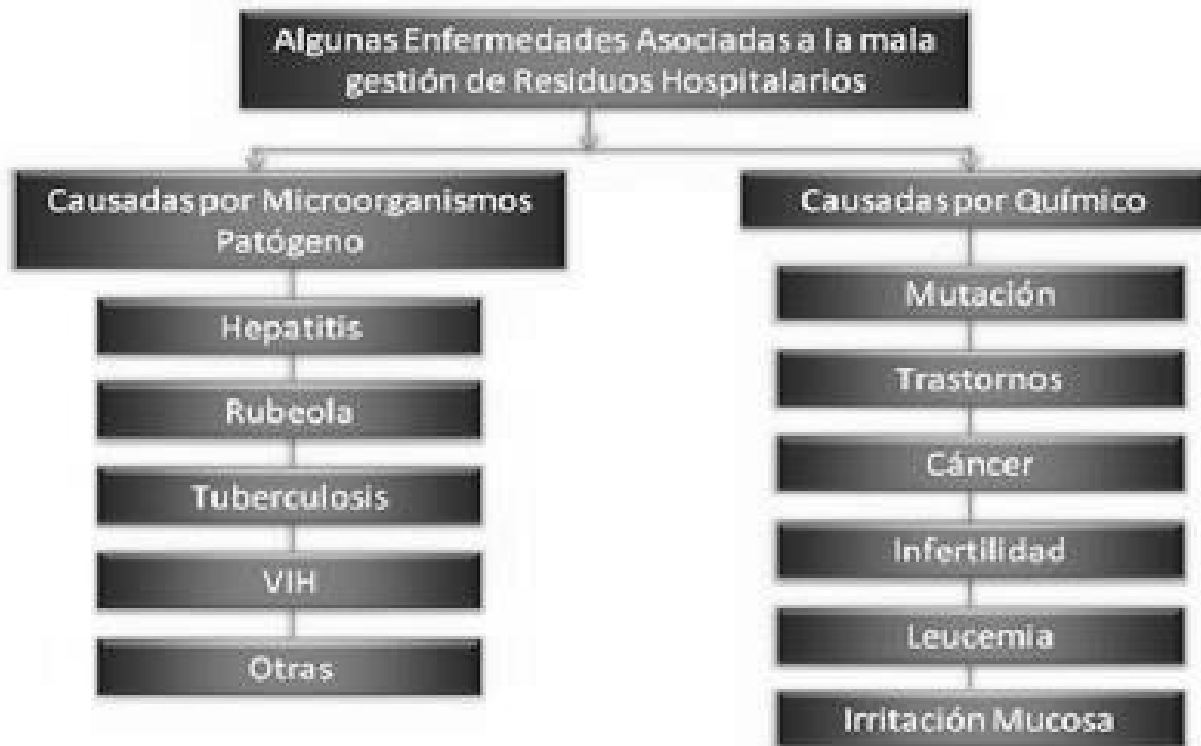 Algunas Enfermedades Asociadas a la mala
gestión de Residuos Hospitalarios
Causadas por Microorganismos
Patógeno
Hepatitis
Rubeola
Tuberculosis
VIH
Otras
Causadas por Químico
Mutación
Trastornos
Cáncer
Infertilidad
Leucemia
Irritación Mucosa